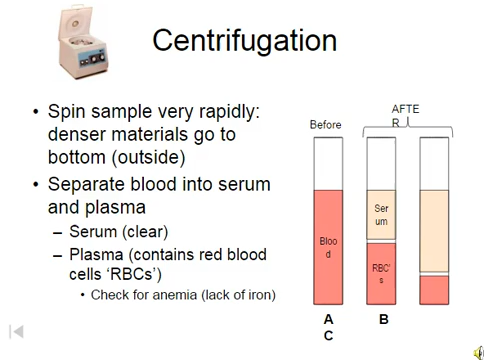 Centrifugation
• Spin sample very rapidly:
denser materials go to
bottom (outside)
• Separate blood into serum
and plasma
– Serum (clear)
– Plasma (contains red blood
cells ‘RBCs’)
• Check for anemia (lack of iron)
Before
AFTE
R
Bloo
d
Ser
um
RBC'
s
A
B
C